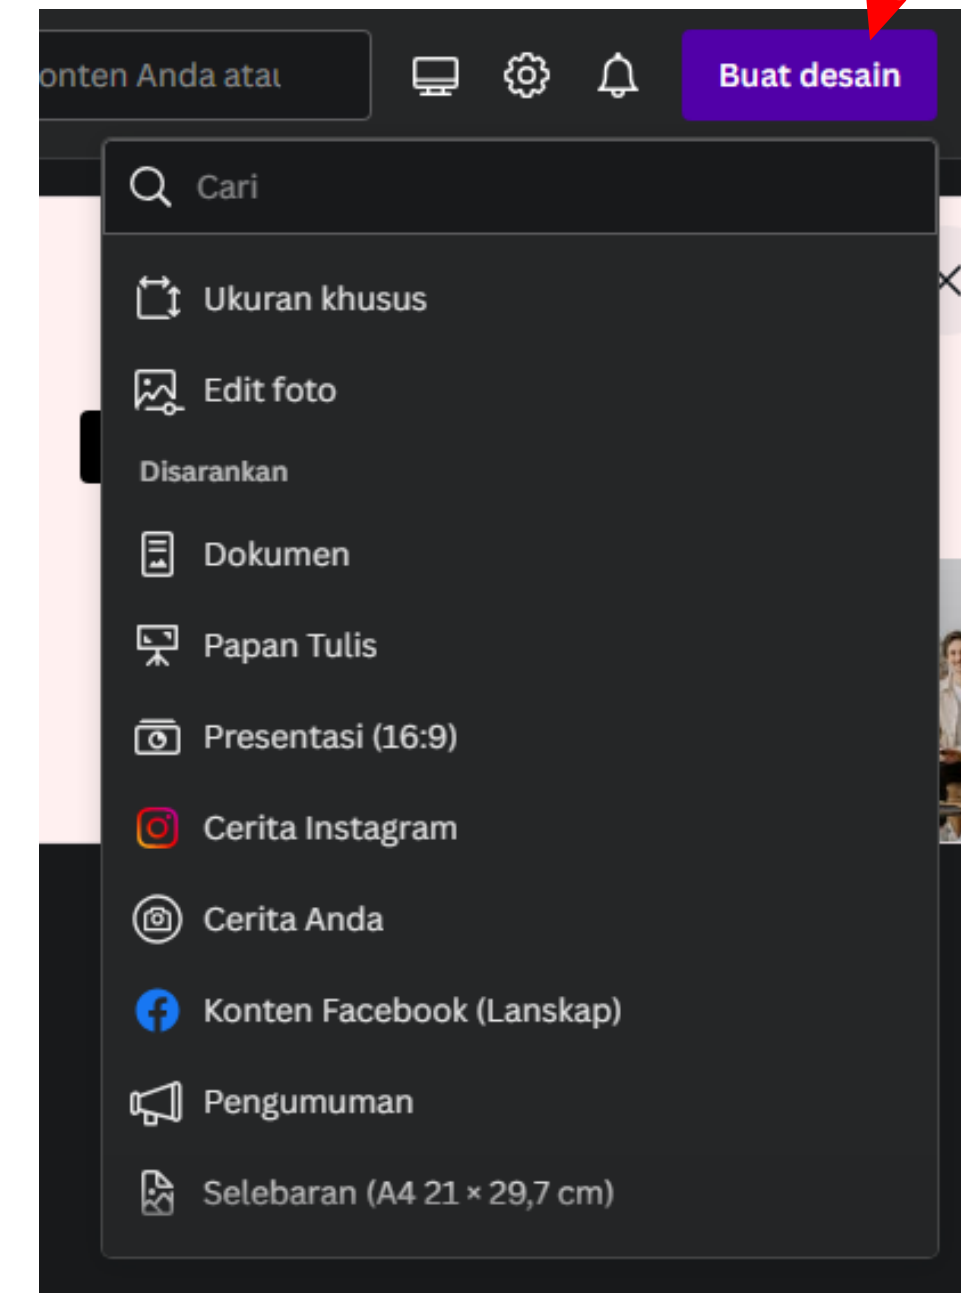 onten Anda atau
Buat desain
Cari
Ukuran khusus
Edit foto
Disarankan
Dokumen
Papan Tulis
Presentasi (16:9)
Cerita Instagram
Cerita Anda
Konten Facebook (Lanskap)
Pengumuman
Selebaran (A4 21 × 29,7 cm)